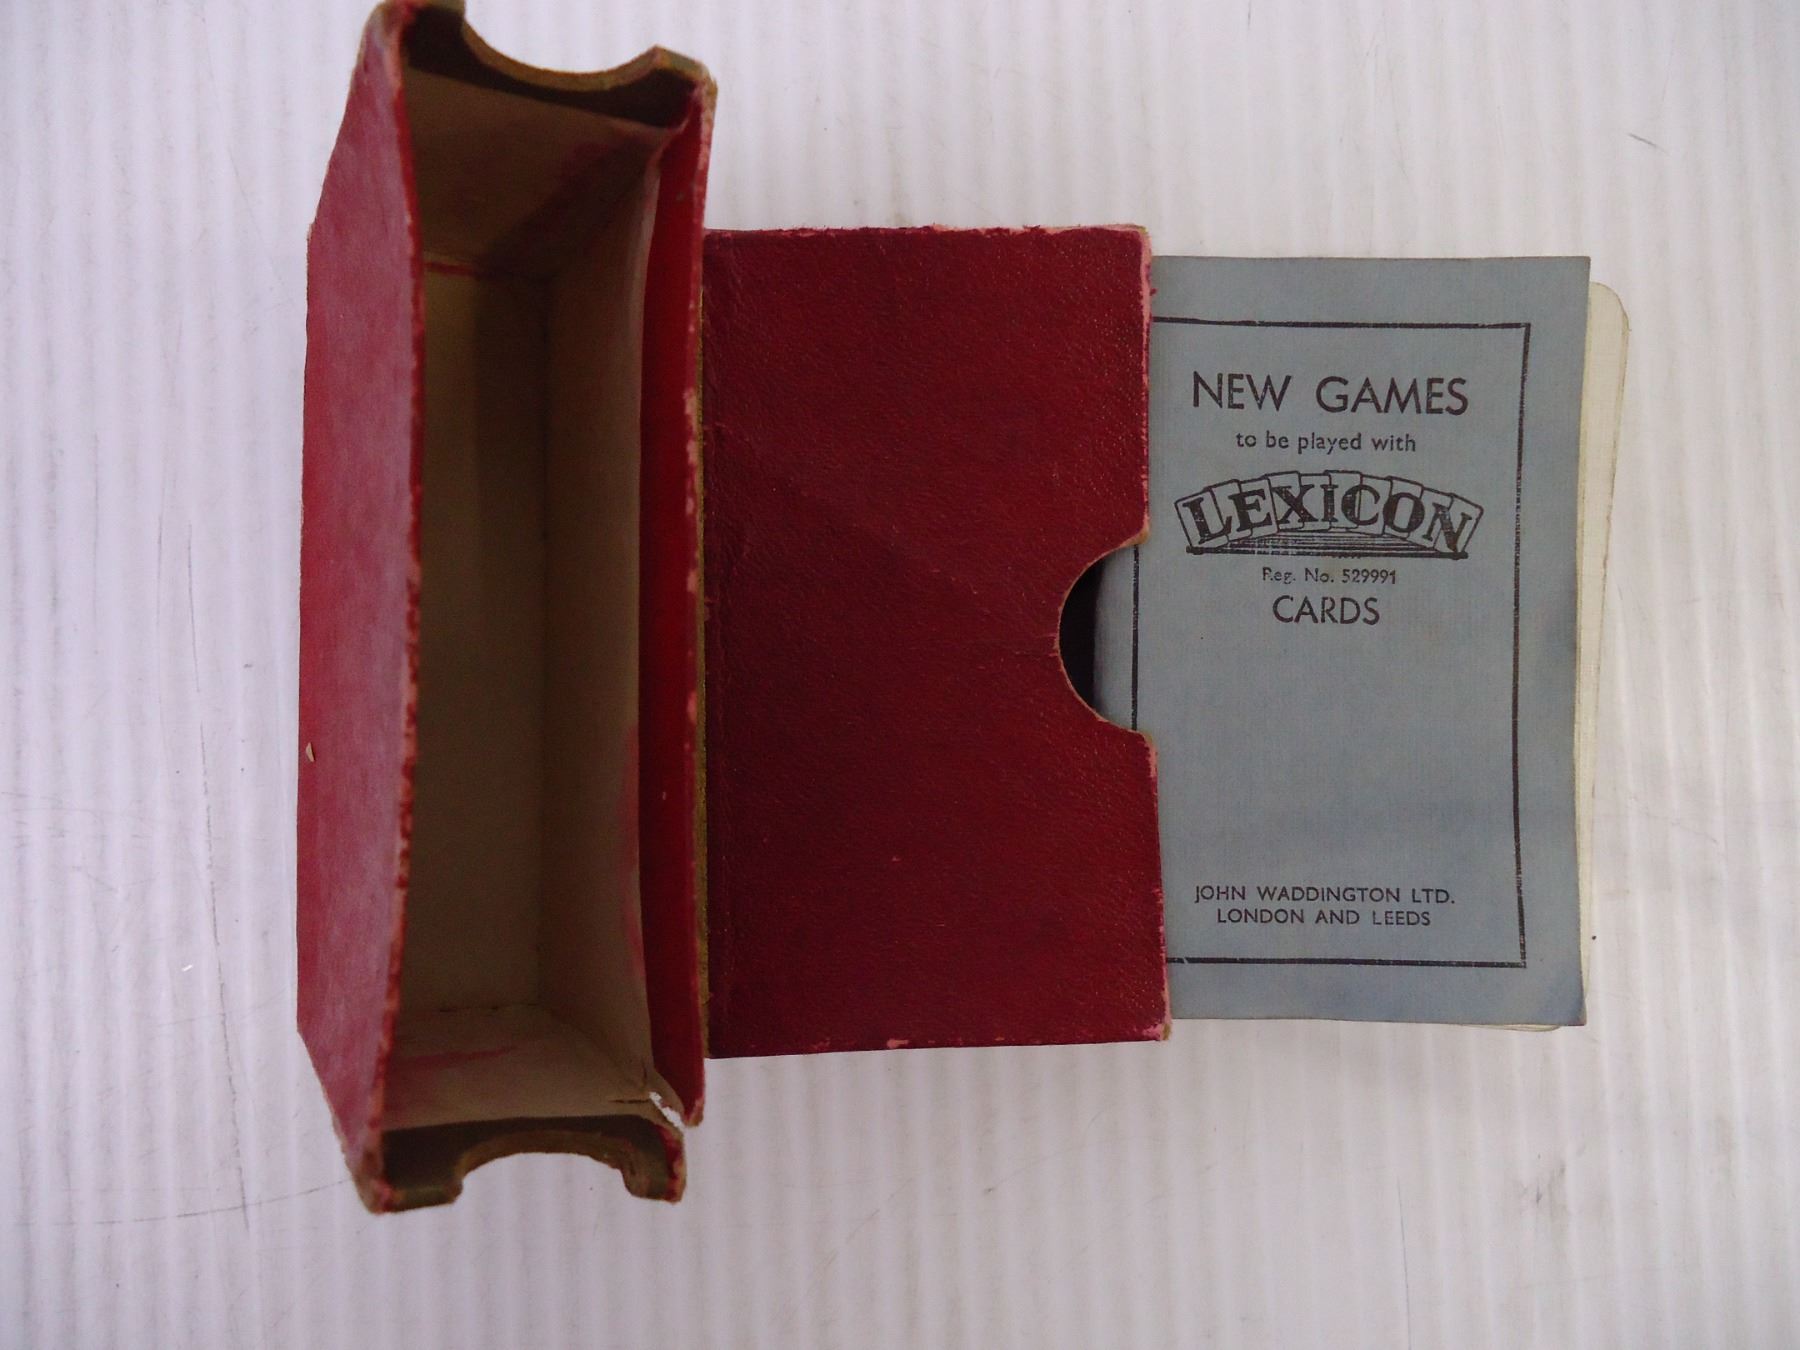 NEW GAMES
to be played with
LEXICON
Reg. No. 529991
CARDS
JOHN WADDINGTON LTD.
LONDON AND LEEDS